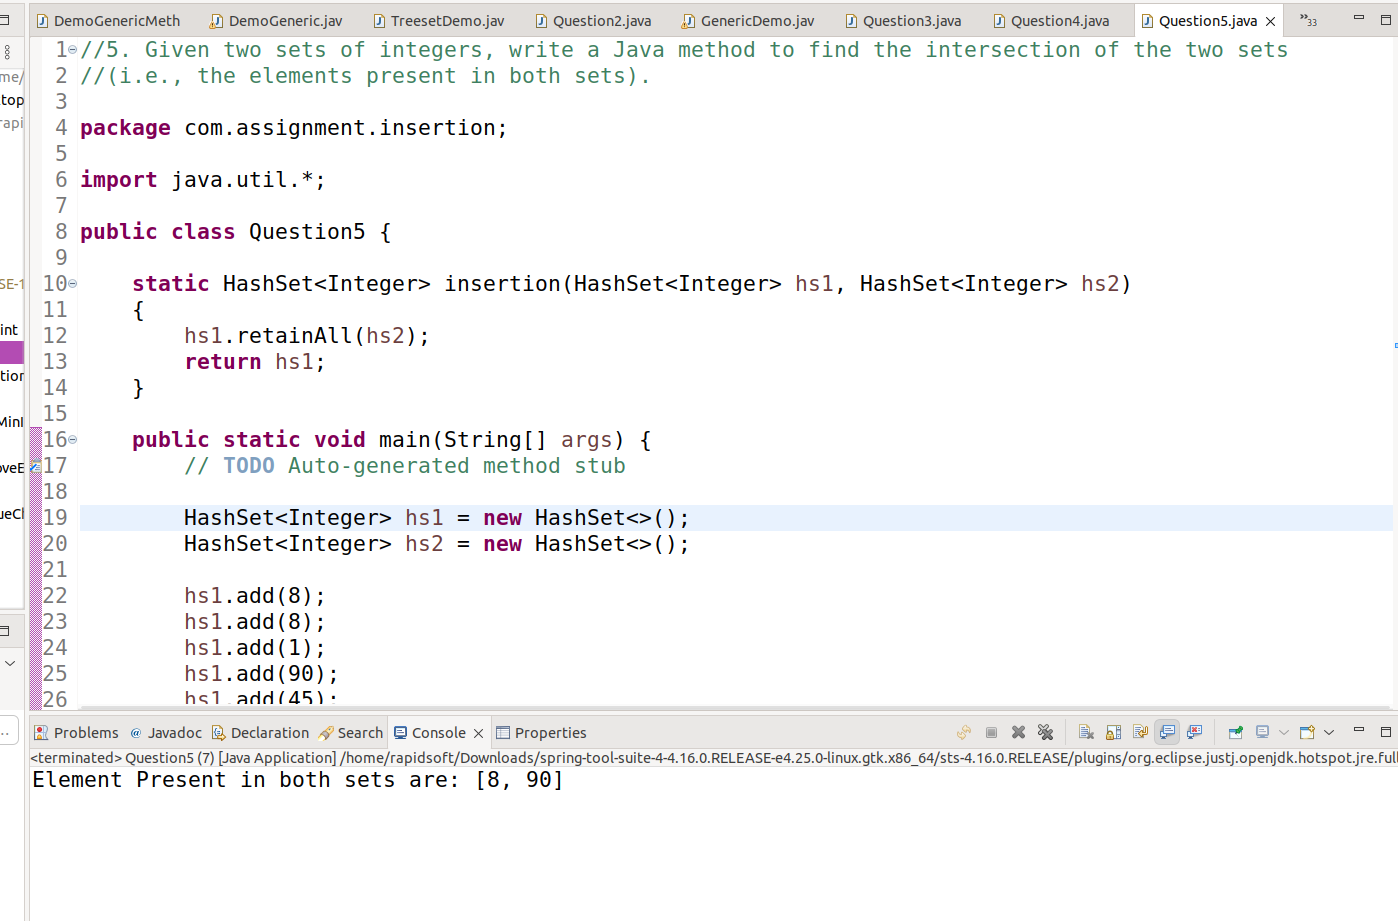 DemoGenericMeth DemoGeneric.jav TreesetDemo.jav Question2.java GenericDemo.jav Question3.java Question4.java Question5.java »33
me/
top
rapi
SE-1
int
tion
MinI
oveE
ueCl
1 //5. Given two sets of integers, write a Java method to find the intersection of the two sets
2 //(i.e., the elements present in both sets).
3
4 package com.assignment.insertion;
5
6 import java.util.*;
7
8 public class Question5 {
9
10 static HashSet<Integer> insertion(HashSet<Integer> hs1, HashSet<Integer> hs2)
11 {
12 hs1.retainAll(hs2);
13 return hs1;
14 }
15
16 public static void main(String[] args) {
17 // TODO Auto-generated method stub
18
19 HashSet<Integer> hs1 = new HashSet<>();
20 HashSet<Integer> hs2 = new HashSet<>();
21
22 hs1.add(8);
23 hs1.add(8);
24 hs1.add(1);
25 hs1.add(90);
26 hs1.add(45);
Problems @ Javadoc Declaration Search Console Properties
<terminated> Question5 (7) [Java Application] /home/rapidsoft/Downloads/spring-tool-suite-4-4.16.0.RELEASE-e4.25.0-linux.gtk.x86_64/sts-4.16.0.RELEASE/plugins/org.eclipse.justj.openjdk.hotspot.jre.full
Element Present in both sets are: [8, 90]